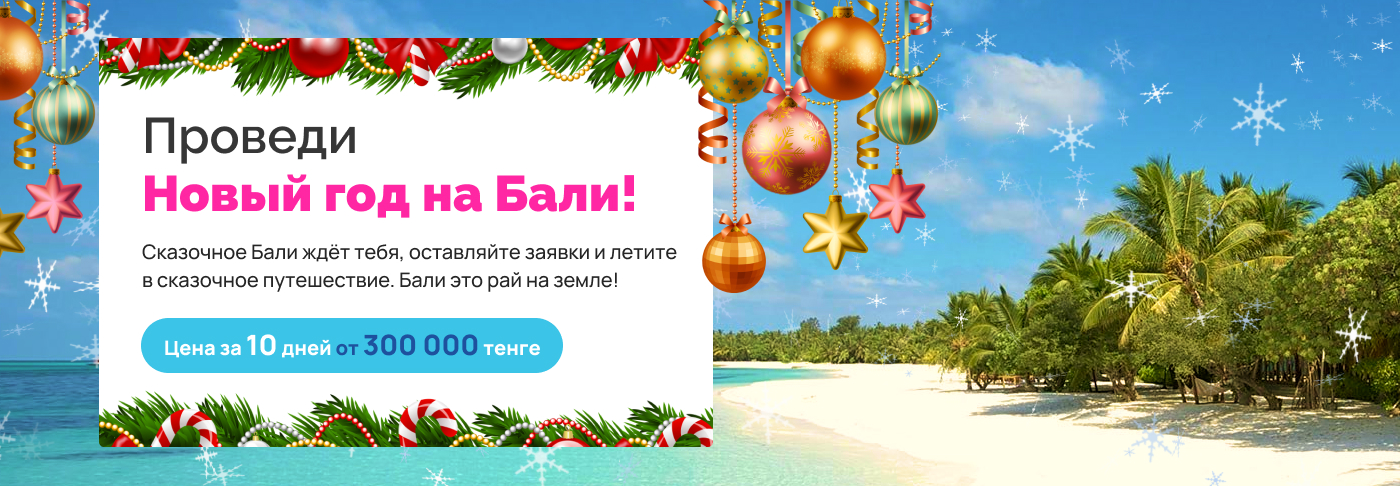 Проведи
Новый год на Бали!
Сказочное Бали ждёт тебя, оставляйте заявки и летите
в сказочное путешествие. Бали это рай на земле!
Цена за 10 дней от 300 000 тенге